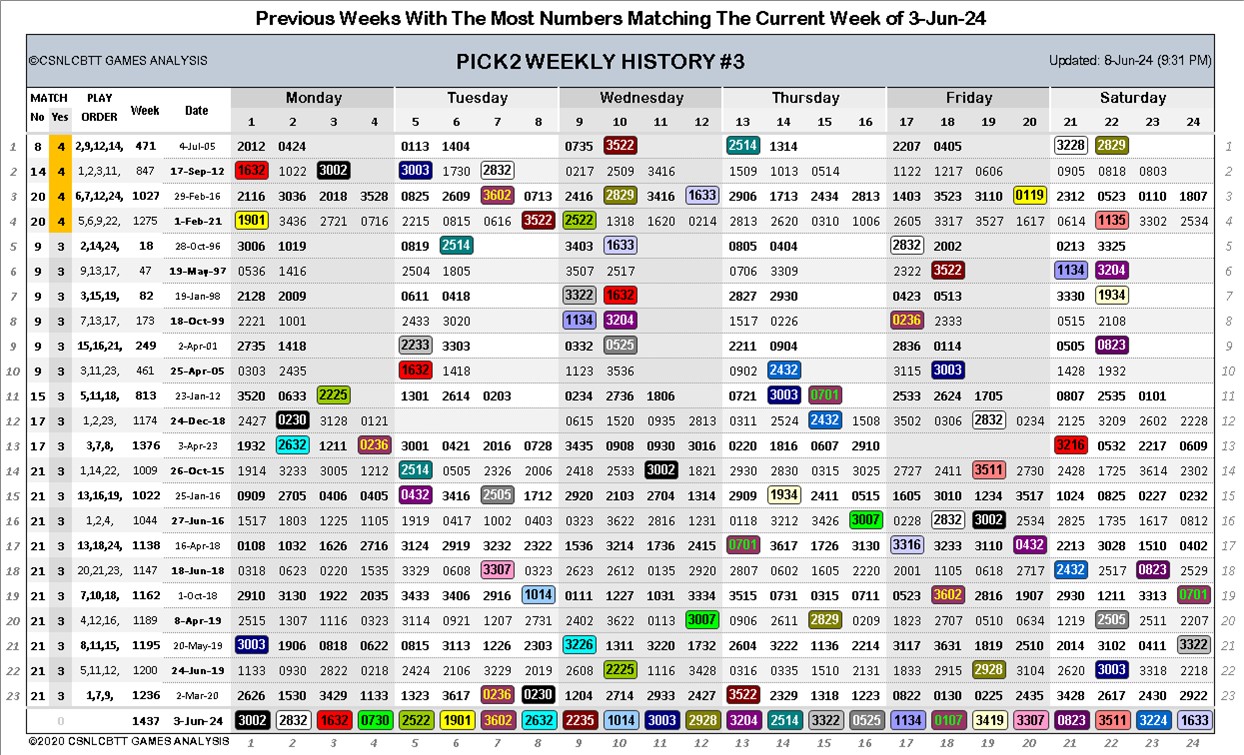 Previous Weeks With The Most Numbers Matching The Current Week of 3-Jun-24
©CSNLCBTT GAMES ANALYSIS PICK2 WEEKLY HISTORY #3 Updated: 8-Jun-24 (9:31 PM)
MATCH PLAY Week Date Monday Tuesday Wednesday Thursday Friday Saturday
No Yes ORDER 1 2 3 4 5 6 7 8 9 10 11 12 13 14 15 16 17 18 19 20 21 22 23 24
1 8 4 2,9,12,14, 471 4-Jul-05 2012 0424 0113 1404 0735 3522 2514 1314 2207 0405 3228 2829 1
2 14 4 1,2,3,11, 847 17-Sep-12 1632 1022 3002 3003 1730 2832 0217 2509 3416 1509 1013 0514 1122 1217 0606 0905 0818 0803 2
3 20 4 6,7,12,24, 1027 29-Feb-16 2116 3036 2018 3528 0825 2609 3602 0713 2906 2829 3416 1633 2906 1713 2434 2813 1403 3523 3110 0119 2312 0523 0110 1807 3
4 20 4 5,6,9,22, 1275 1-Feb-21 1901 3436 2721 0716 2215 0815 0616 3522 2522 1318 1620 0214 2813 2620 0310 1006 2605 3317 3527 1617 0614 1135 3302 2534 4
5 9 3 2,14,24, 18 28-Oct-96 3006 1019 0819 2514 3403 1633 0805 0404 2832 2002 0213 3325 5
6 9 3 9,13,17, 47 19-May-97 0536 1416 2504 1805 3507 2517 0706 3309 2322 3522 1134 3204 6
7 9 3 3,15,19, 82 19-Jan-98 2128 2009 0611 0418 3322 1632 2827 2930 0423 0513 3330 1934 7
8 9 3 7,13,17, 173 18-Oct-99 2221 1001 2433 3020 1134 3204 1517 0226 0236 2333 0515 2108 8
9 9 3 15,16,21, 249 2-Apr-01 2735 1418 2233 3303 0332 0525 2211 0904 2836 0114 0505 0823 9
10 9 3 3,11,23, 461 25-Apr-05 0303 2435 1632 1418 1123 3536 0902 2432 3118 3003 1428 1932 10
11 15 3 5,11,18, 813 23-Jan-12 3520 0633 2225 1301 2614 0203 0234 2736 1806 0721 3003 0701 2533 2624 1705 0807 2535 0101 11
12 17 3 1,2,23, 1174 24-Dec-18 2427 0230 3128 0121 0615 1520 0935 2813 0311 2524 2432 1508 3502 0306 2832 0234 2125 3209 2602 2228 12
13 17 3 3,7,8, 1376 3-Apr-23 1932 2632 1211 0236 3001 0421 2016 0728 3435 0908 0930 3016 0220 1816 0607 2910 3216 0532 2217 0609 13
14 21 3 1,14,22, 1009 26-Oct-15 1914 3233 3005 1212 2514 0505 2326 2006 2418 2533 3002 1821 2930 2830 0315 3025 2727 2411 3511 2730 2428 1725 3614 2302 14
15 21 3 13,16,19, 1022 25-Jan-16 0909 2705 0406 0405 0432 3416 2505 1712 2920 2103 2704 1314 2909 1934 2411 0515 1605 3010 1234 3517 1024 0825 0227 0232 15
16 21 3 1,2,4, 1044 27-Jun-16 1517 1803 1225 1105 1919 0417 1002 0403 0323 3622 2816 1231 0118 3212 3426 3007 0228 2832 3002 2534 2825 1735 1617 0812 16
17 21 3 13,18,24, 1138 16-Apr-18 0108 1032 1626 2716 3124 2919 3232 2322 1536 3214 1736 2415 0701 3617 1726 3130 3316 3233 3110 0432 2213 3028 1510 0402 17
18 21 3 20,21,23, 1147 18-Jun-18 0318 0623 0220 1535 3329 0608 3307 0323 2623 2612 0135 2920 2807 0602 1605 2220 2001 1105 0618 2717 2432 2517 0823 2529 18
19 21 3 7,10,18, 1162 1-Oct-18 2910 3130 1922 2035 3433 3406 2916 1014 0111 1227 1031 3334 3515 0731 0315 0711 0523 3602 2816 1907 2930 1211 3313 0701 19
20 21 3 4,12,16, 1189 8-Apr-19 2515 1307 1116 0323 3114 0921 1207 2731 2402 3622 0113 3007 0906 2611 2829 0209 1823 2707 0510 0634 1219 2505 2511 2207 20
21 21 3 8,11,15, 1195 20-May-19 3003 1906 0818 0622 0815 3113 1226 2303 3226 1311 3220 1732 2604 3222 1136 2214 3117 3631 1819 2510 2014 3102 0411 3322 21
22 21 3 5,11,12, 1200 24-Jun-19 1133 0930 2822 0218 2424 2106 3229 2019 2608 2225 1116 3428 0316 0335 2922 1508 1833 2915 2928 3104 2620 3003 3318 2218 22
23 21 3 1,7,9, 1236 2-Mar-20 2626 1530 3429 1133 1323 3617 0236 0230 1204 2714 2933 2427 3522 2329 1318 1223 0822 0130 0225 2435 3428 2617 2430 2922 23
0 1437 3-Jun-24 3002 2832 1632 0730 2522 1901 3602 2632 2235 1014 3003 2928 3204 2514 3322 0525 1134 0107 3419 3307 0823 3511 3224 1633
©2020 CSNLCBTT GAMES ANALYSIS 1 2 3 4 5 6 7 8 9 10 11 12 13 14 15 16 17 18 19 20 21 22 23 24